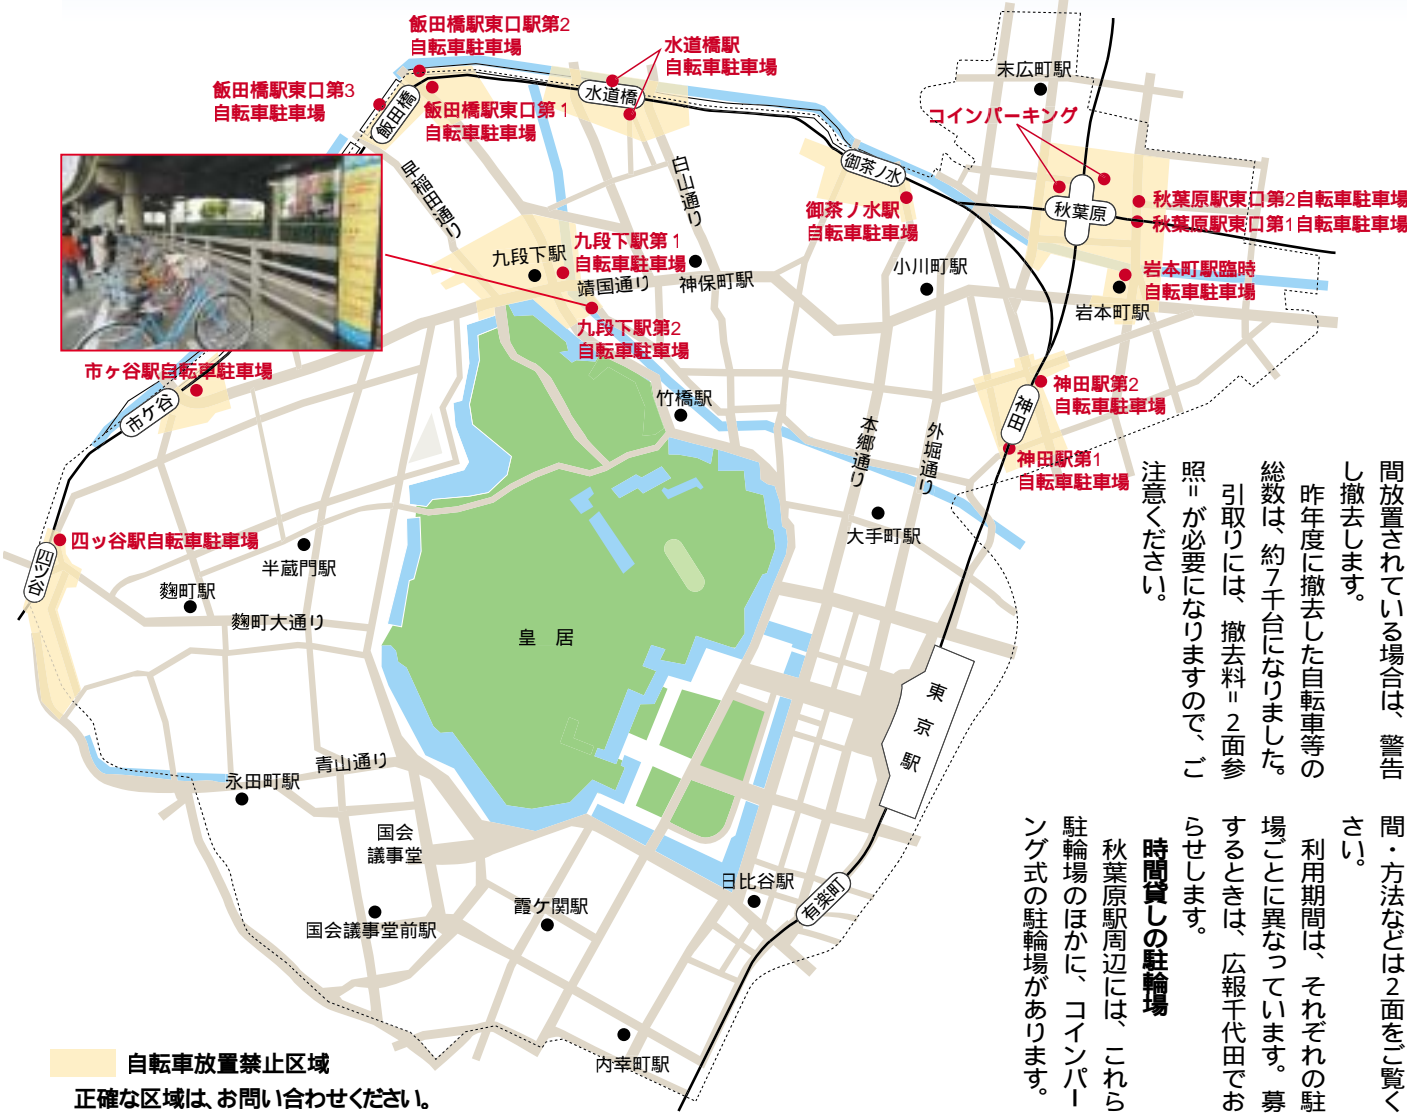 飯田橋駅東口駅第2
自転車駐車場
水道橋駅
自転車駐車場
末広町駅
飯田橋駅東口第3
自転車駐車場
飯田橋
飯田橋駅東口第1
自転車駐車場
水道橋
コインパーキング
早稲田通り
白山通り
御茶ノ水
秋葉原
秋葉原駅東口第2自転車駐車場
秋葉原駅東口第1自転車駐車場
御茶ノ水駅
自転車駐車場
九段下駅
九段下駅第1
自転車駐車場
靖国通り
神保町駅
小川町駅
岩本町駅臨時
自転車駐車場
岩本町駅
九段下駅第2
自転車駐車場
市ヶ谷駅自転車駐車場
市ケ谷
竹橋駅
神田
神田駅第2
自転車駐車場
本郷通り
外堀通り
神田駅第1
自転車駐車場
四ッ谷駅自転車駐車場
四ツ谷
半蔵門駅
大手町駅
麴町駅
麴町大通り
皇居
東京駅
青山通り
永田町駅
国会
議事堂
日比谷駅
有楽町
霞ケ関駅
国会議事堂前駅
内幸町駅
自転車放置禁止区域
正確な区域は、お問い合わせください。
間放置されている場合は、警告
し撤去します。
昨年度に撤去した自転車等の
総数は、約7千台になりました。
引取りには、撤去料=2面参
照=が必要になりますので、ご
注意ください。
間・方法などは2面をご覧く
さい。
利用期間は、それぞれの駐
場ごとに異なっています。募
するときは、広報千代田でお
らせします。
時間貸しの駐輪場
秋葉原駅周辺には、これら
駐輪場のほかに、コインパー
ング式の駐輪場があります。